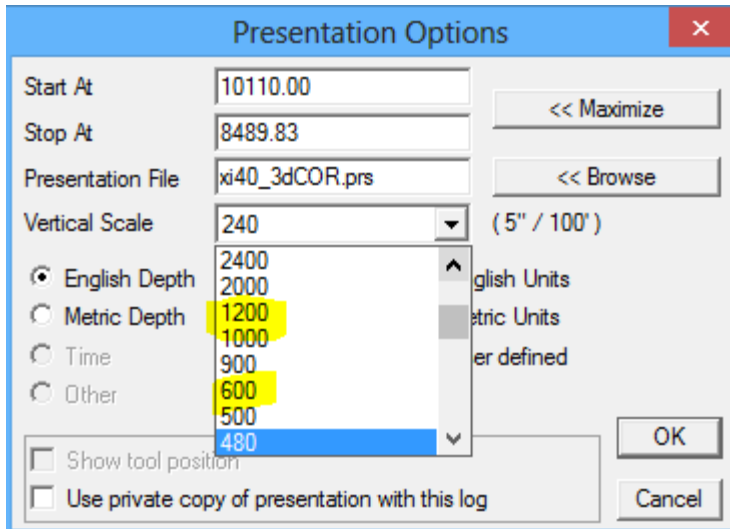 Presentation Options
Start At 10110.00
<< Maximize
Stop At 8489.83
Presentation File xi40_3dCOR.prs << Browse
Vertical Scale 240 ( 5" / 100' )
2400
English Depth 2000 glish Units
Metric Depth 1200 etric Units
1000
Time 900 er defined
Other 600
500
480 OK
Show tool position
Use private copy of presentation with this log Cancel